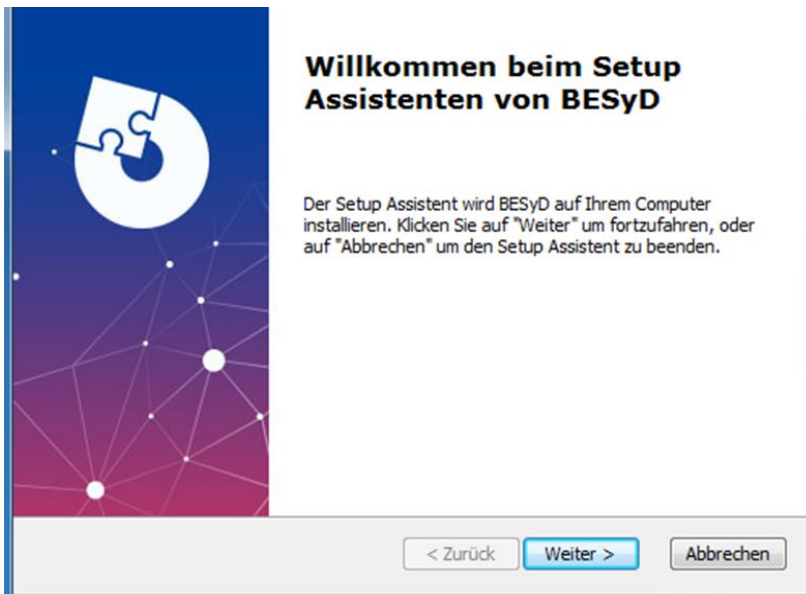 Willkommen beim Setup
Assistenten von BESyD
Der Setup Assistent wird BESyD auf Ihrem Computer
installieren. Klicken Sie auf "Weiter" um fortzufahren, oder
auf "Abbrechen" um den Setup Assistent zu beenden.
< Zurück Weiter > Abbrechen